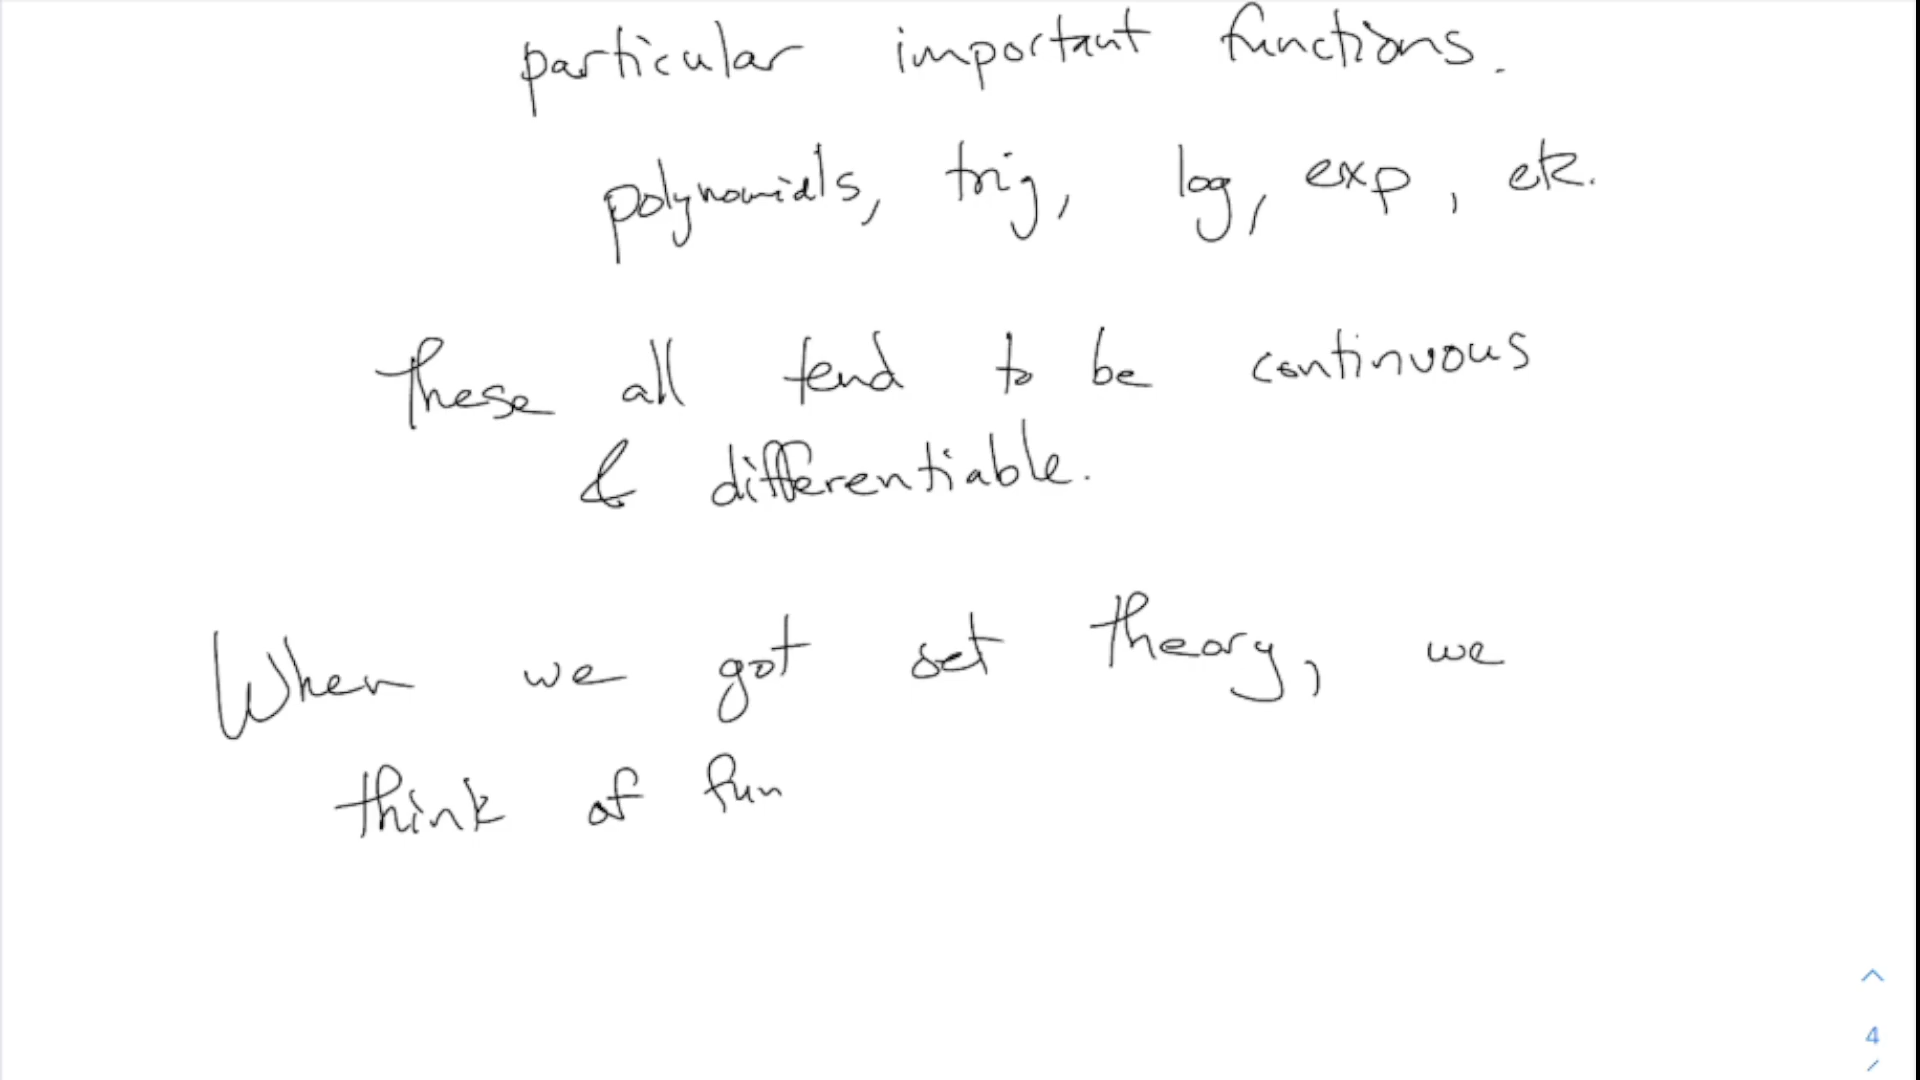 particular important functions.
polynomials, trig, log, exp, etc.
These all tend to be continuous
& differentiable.
When we got set theory, we
think of fun
4